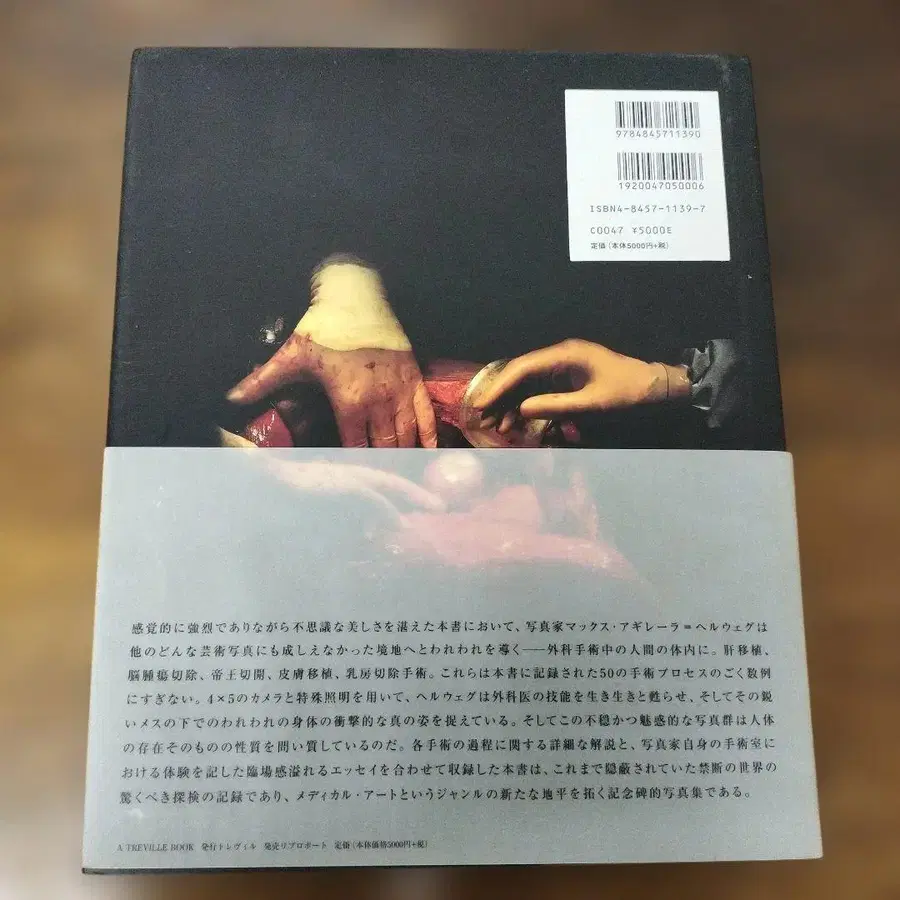 9784845711390
1920047050006
ISBN4-8457-1139-7
C0047 ¥5000E
定価(本体5000円+税)
感覚的に強烈でありながら不思議な美しさを湛えた本書において、写真家マックス・アギレーラ=ヘルウェグは
他のどんな芸術写真にも成しえなかった境地へとわれわれを導く——外科手術中の人間の体内に。肝移植、
脳腫瘍切除、帝王切開、皮膚移植、乳房切除手術。これらは本書に記録された50の手術プロセスのごく数例
にすぎない。4×5のカメラと特殊照明を用いて、ヘルウェグは外科医の技能を生き生きと甦らせ、そしてその鋭
いメスの下でのわれわれの身体の衝撃的な真の姿を捉えている。そしてこの不穏かつ魅惑的な写真群は人体
の存在そのものの性質を問い質しているのだ。各手術の過程に関する詳細な解説と、写真家自身の手術室に
おける体験を記した臨場感溢れるエッセイを合わせて収録した本書は、これまで隠蔽されていた禁断の世界の
驚くべき探検の記録であり、メディカル・アートというジャンルの新たな地平を拓く記念碑的写真集である。
A TREVILLE BOOK 発行トレヴィル 発売リブロポート 定価(本体価格5000円+税)